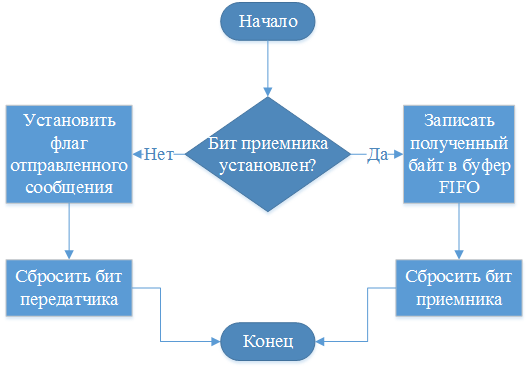 Начало
Бит приемника
установлен?
Нет
Да
Установить
флаг
отправленного
сообщения
Записать
полученный
байт в буфер
FIFO
Сбросить бит
передатчика
Сбросить бит
приемника
Конец